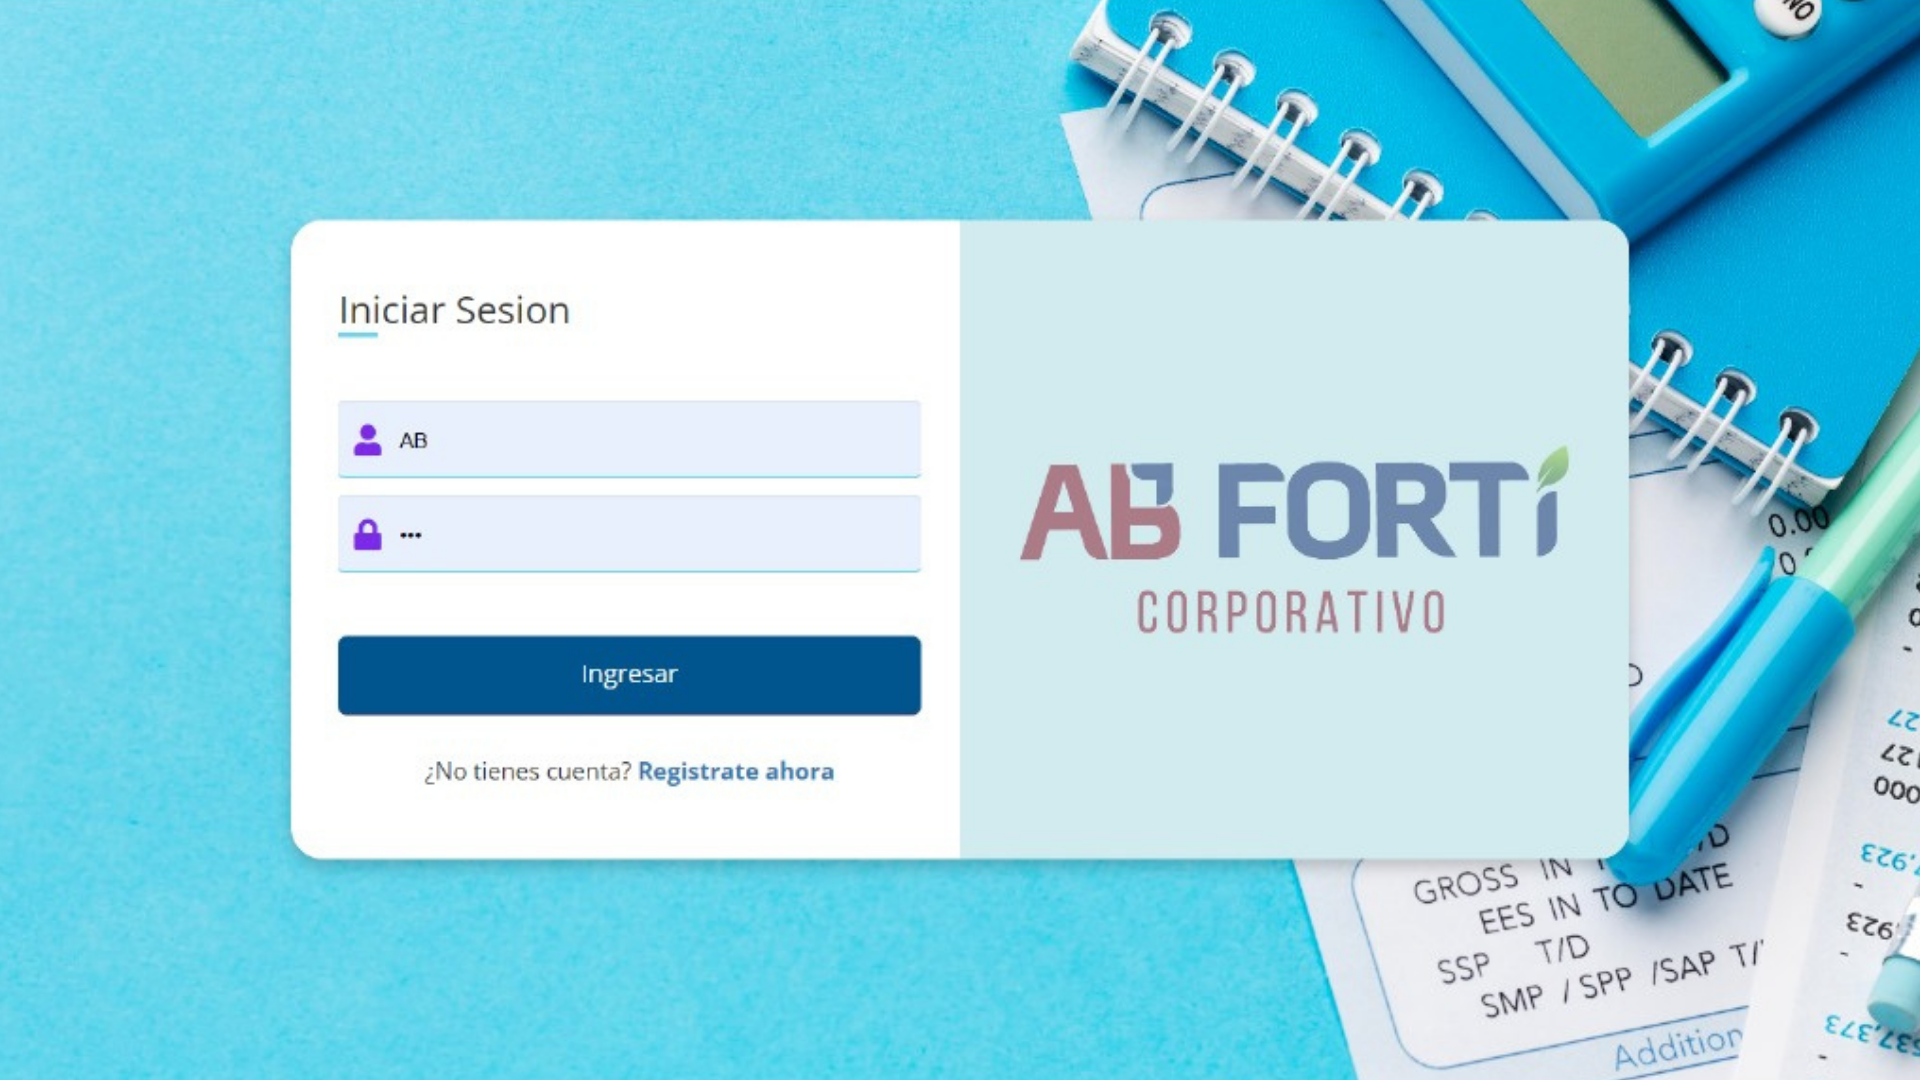 ON
Iniciar Sesion
AB
•••
Ingresar
¿No tienes cuenta? Registrate ahora
AB FORTI
CORPORATIVO
0.00
GROSS IN
EES IN TO DATE
SSP T/D
SMP / SPP /SAP
Addition